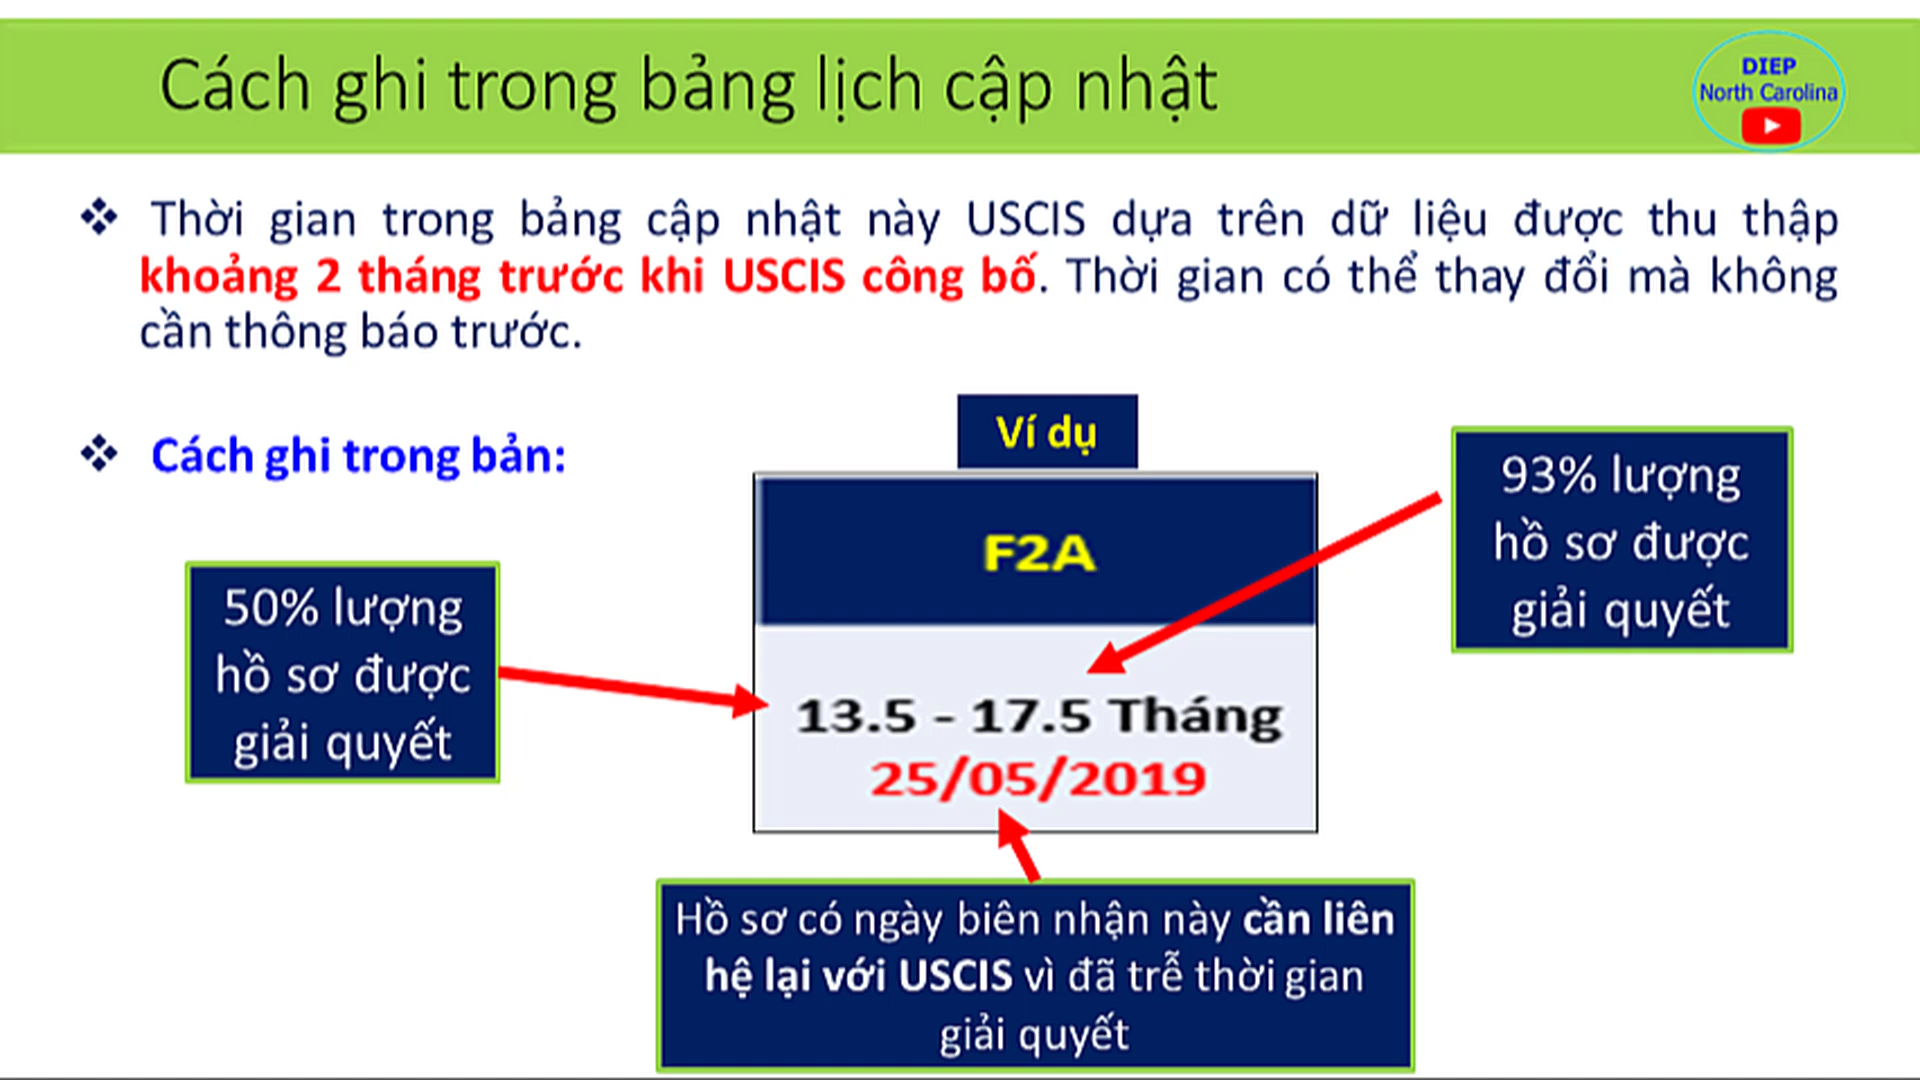 Cách ghi trong bảng lịch cập nhật
DIEP
North Carolina
❖ Thời gian trong bảng cập nhật này USCIS dựa trên dữ liệu được thu thập
khoảng 2 tháng trước khi USCIS công bố. Thời gian có thể thay đổi mà không
cần thông báo trước.
❖ Cách ghi trong bản:
Ví dụ
93% lượng
hồ sơ được
giải quyết
F2A
50% lượng
hồ sơ được
giải quyết
13.5 - 17.5 Tháng
25/05/2019
Hồ sơ có ngày biên nhận này cần liên
hệ lại với USCIS vì đã trễ thời gian
giải quyết